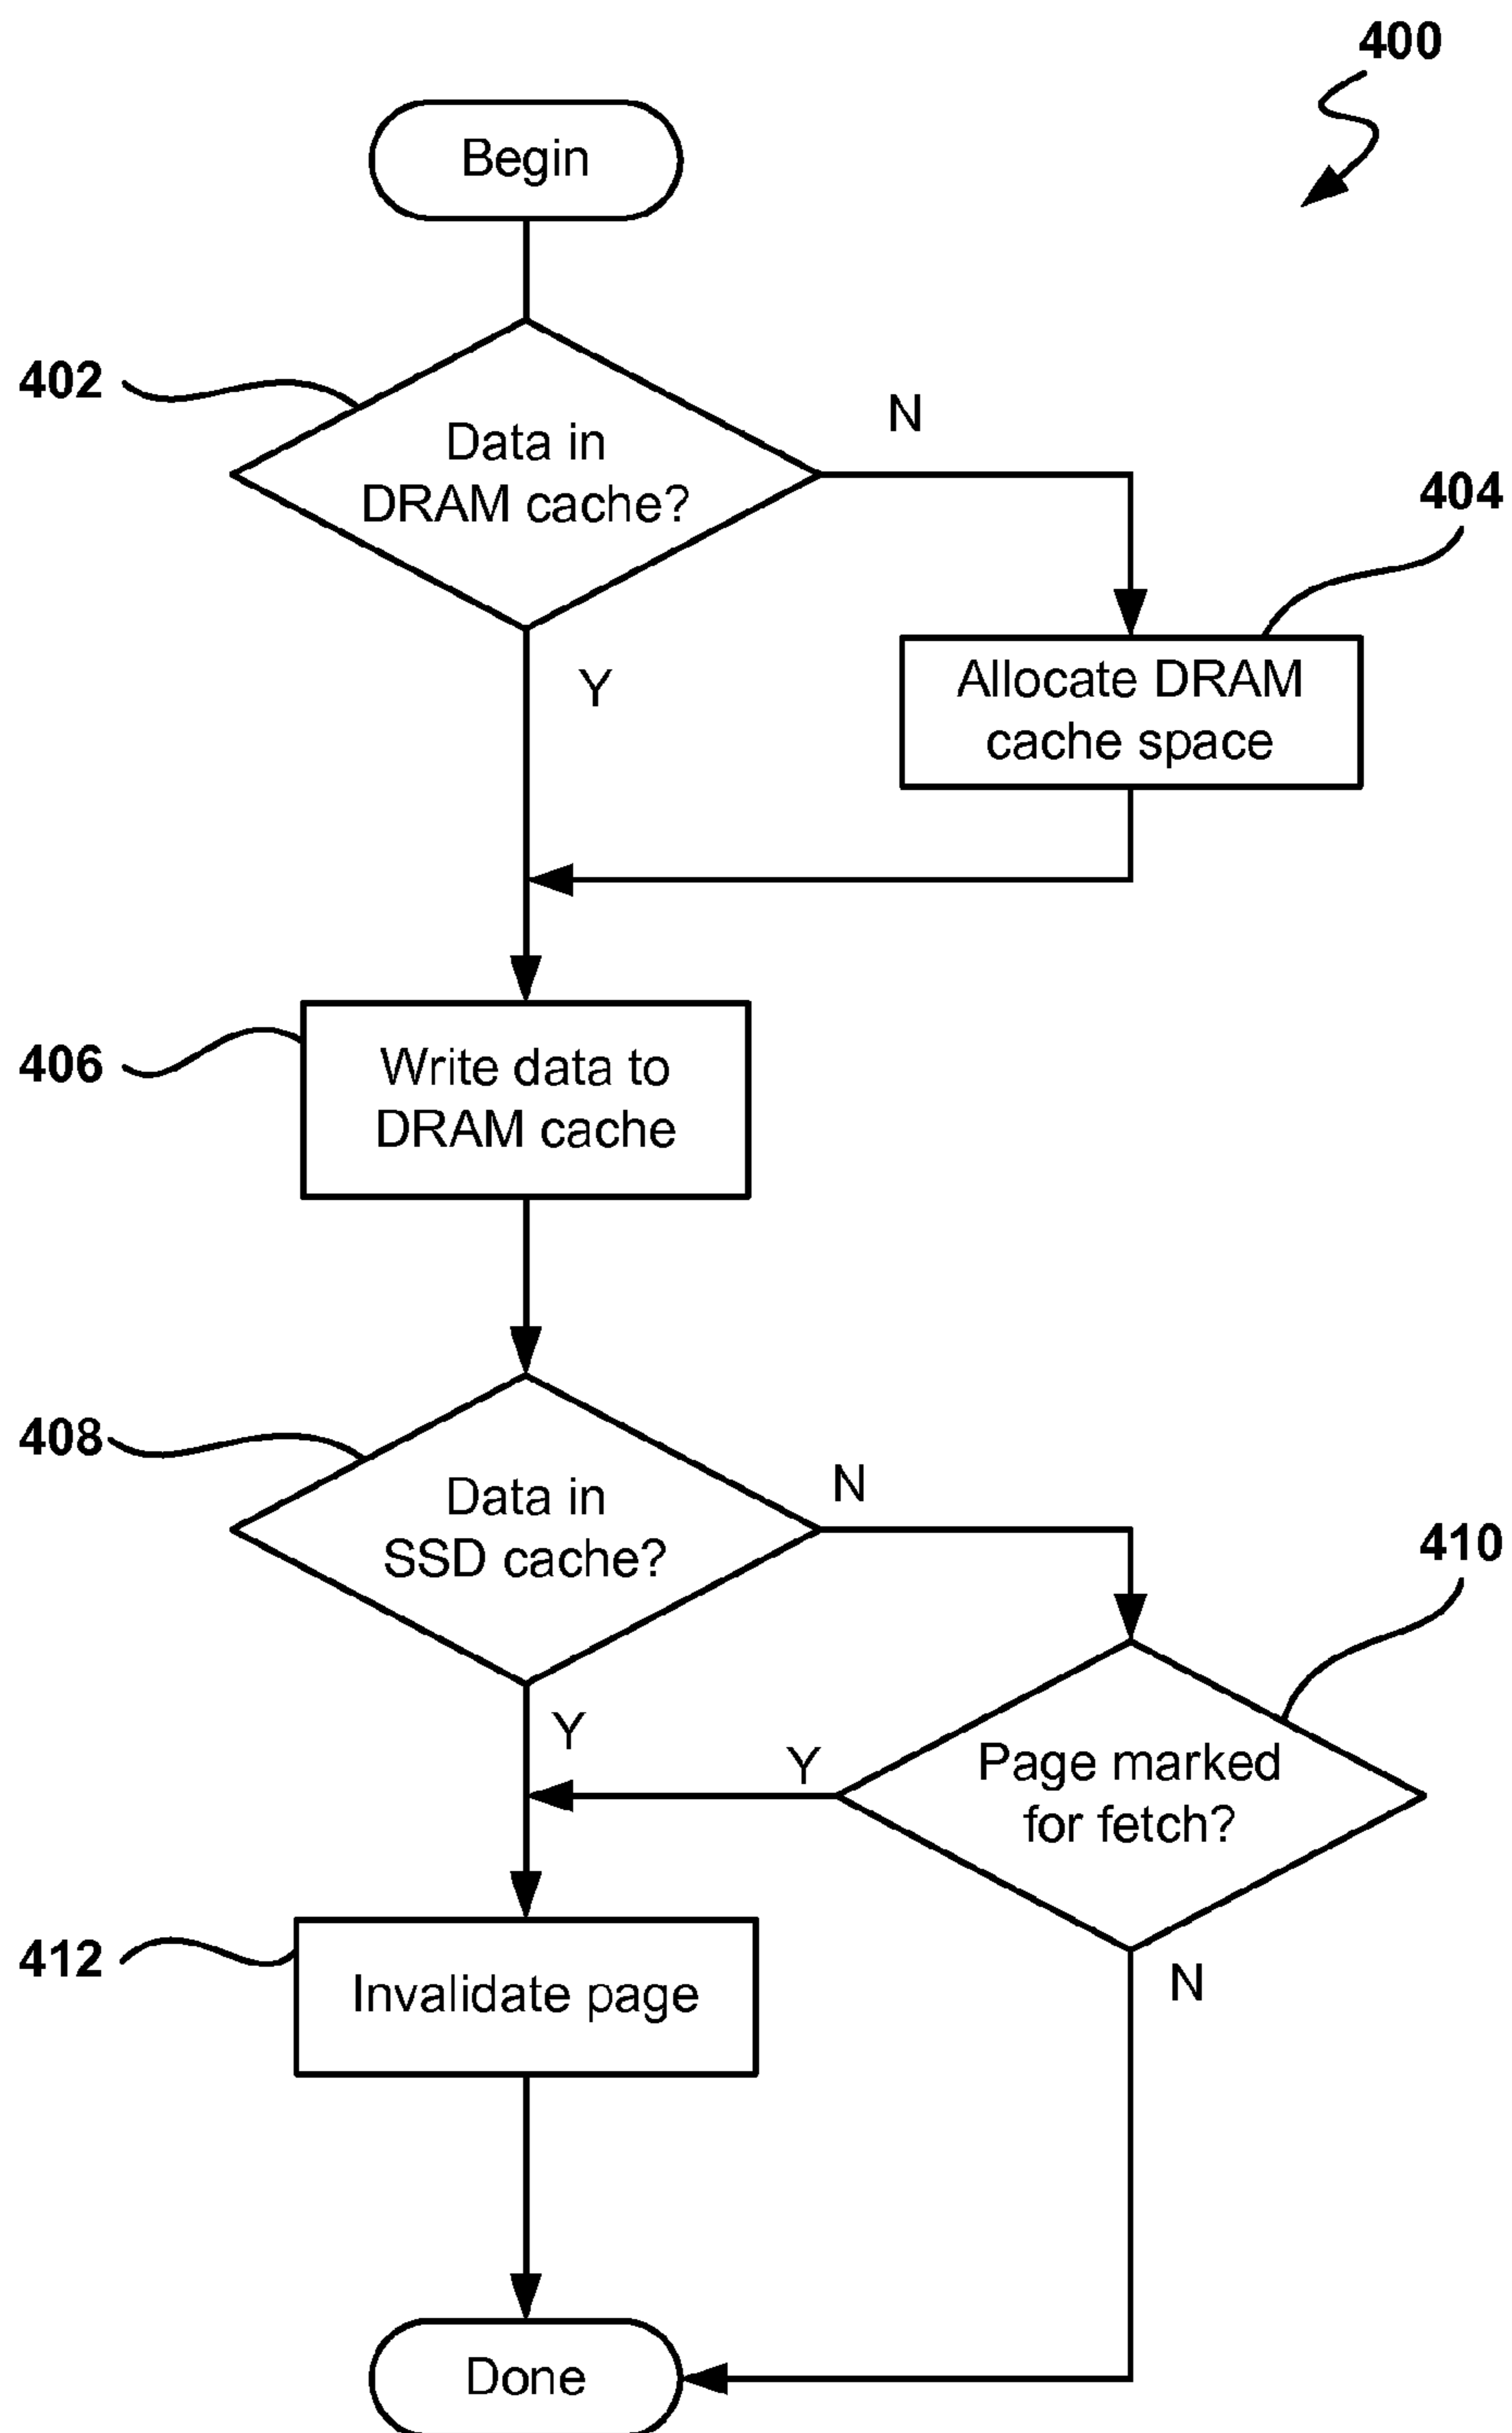 400
Begin
402
Data in
DRAM cache?
N
404
Allocate DRAM
cache space
Y
406
Write data to
DRAM cache
408
Data in
SSD cache?
N
410
Y
Y
Page marked
for fetch?
412
Invalidate page
N
Done